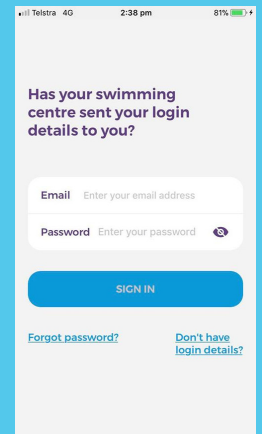 Telstra 4G 2:38 pm 81%
Has your swimming
centre sent your login
details to you?
Email Enter your email address
Password Enter your password
SIGN IN
Forgot password? Don't have
login details?